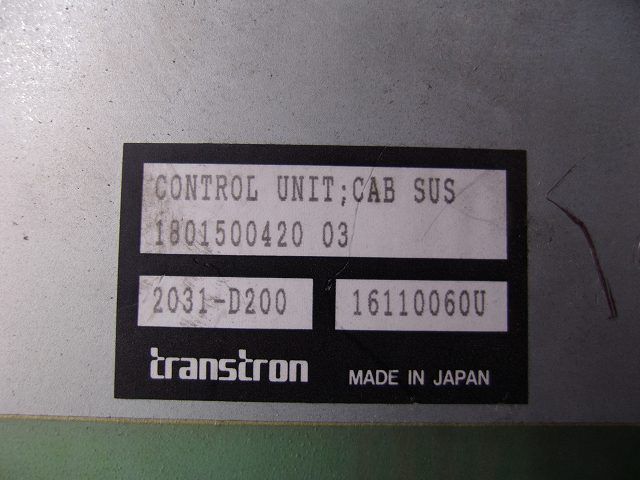 CONTROL UNIT;CAB SUS
1801500420 03
2031-D200
16110060U
transtron
MADE IN JAPAN